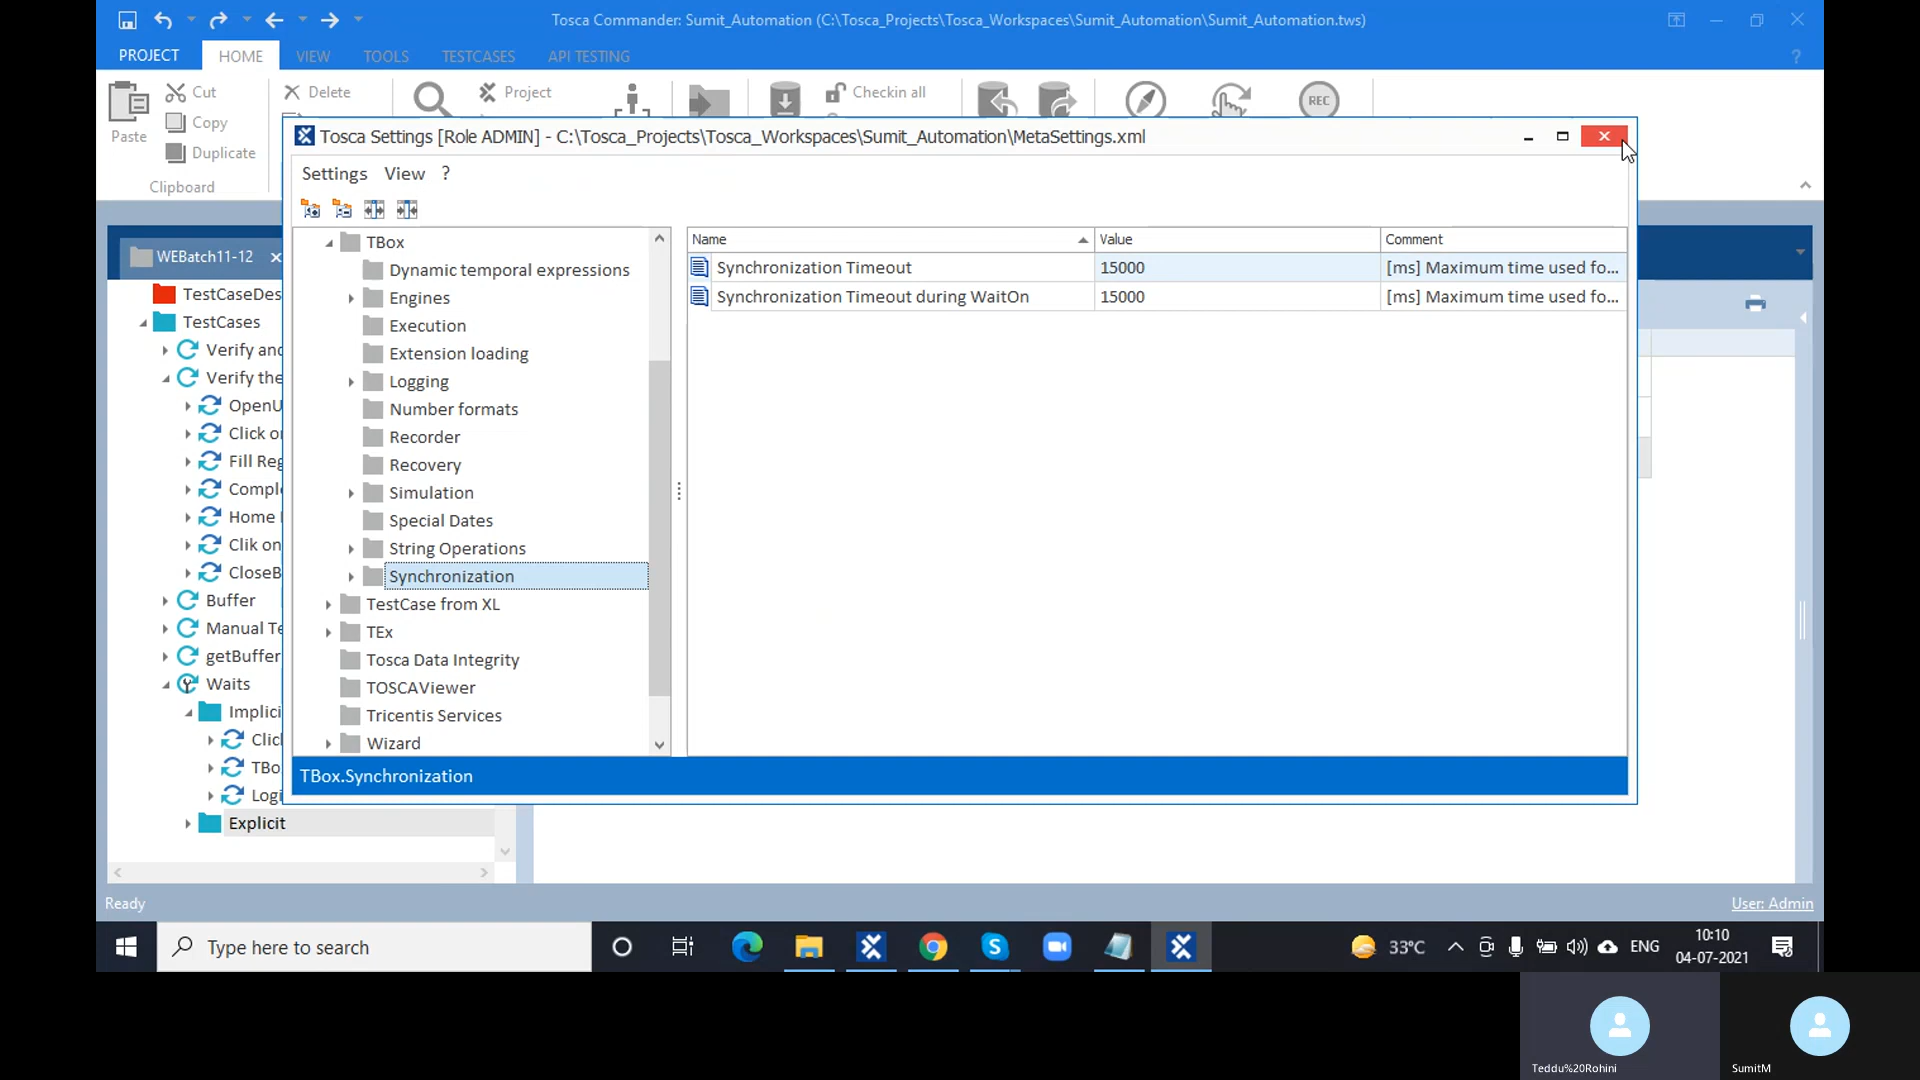 Tosca Commander: Sumit_Automation (C:\Tosca_Projects\Tosca_Workspaces\Sumit_Automation\Sumit_Automation.tws)
PROJECT HOME VIEW TOOLS TESTCASES API TESTING ?
Paste
Cut
Copy
Duplicate
Clipboard
Delete
Project
Checkin all
REC
Tosca Settings [Role ADMIN] - C:\Tosca_Projects\Tosca_Workspaces\Sumit_Automation\MetaSettings.xml
Settings View ?
WEBatch11-12
TestCaseDes
TestCases
Verify and
Verify the
OpenU
Click o
Fill Reg
Compl
Home
Clik on
CloseB
Buffer
Manual Te
getBuffer
Waits
Implici
Clic
TBo
Logi
Explicit
TBox
Dynamic temporal expressions
Engines
Execution
Extension loading
Logging
Number formats
Recorder
Recovery
Simulation
Special Dates
String Operations
Synchronization
TestCase from XL
TEx
Tosca Data Integrity
TOSCAViewer
Tricentis Services
Wizard
Name Value Comment
Synchronization Timeout 15000 [ms] Maximum time used fo...
Synchronization Timeout during WaitOn 15000 [ms] Maximum time used fo...
TBox.Synchronization
Ready
User: Admin
Type here to search
33°C
ENG
10:10
04-07-2021
Teddu%20Rohini
SumitM